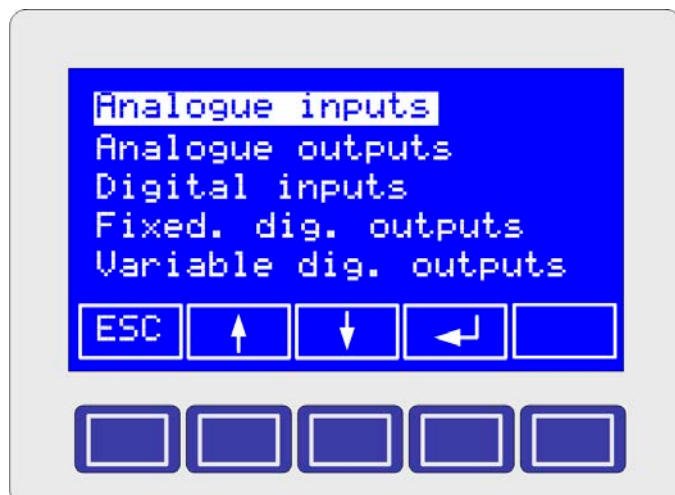 Analogue inputs
Analogue outputs
Digital inputs
Fixed. dig. outputs
Variable dig. outputs
ESC